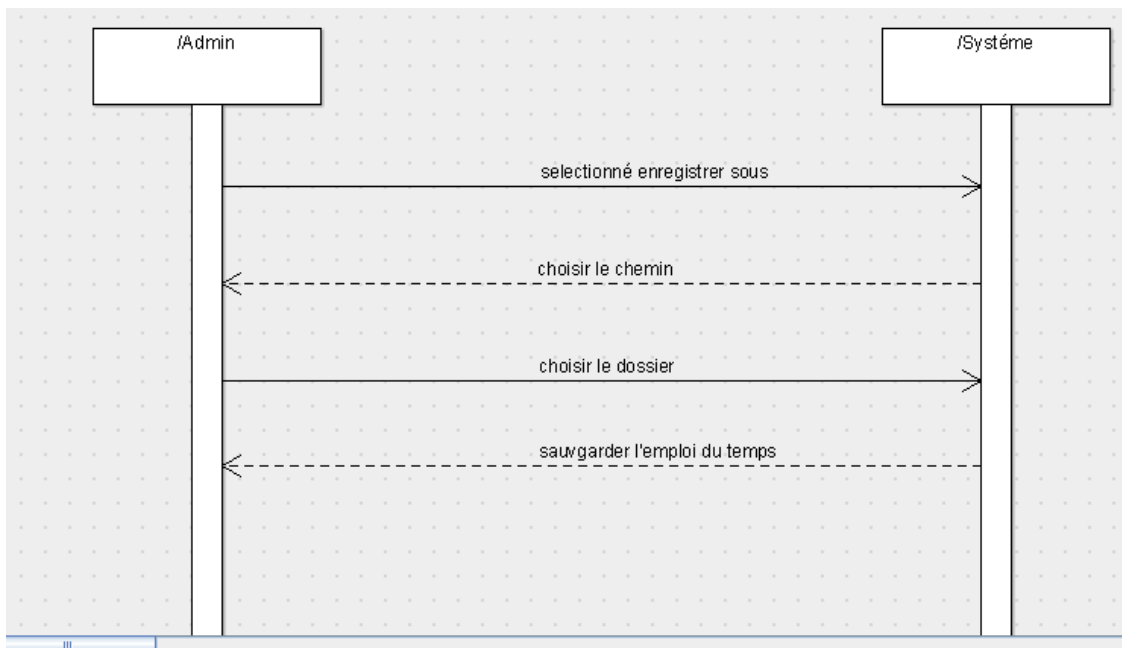 /Admin
/Systéme
selectionné enregistrer sous
choisir le chemin
choisir le dossier
sauvgarder l'emploi du temps